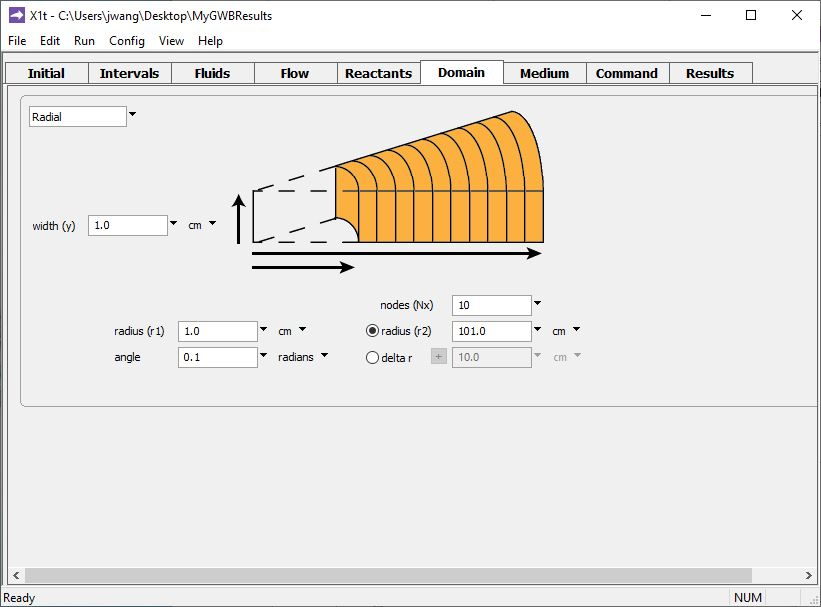 X1t - C:\Users\jwang\Desktop\MyGWBResults
File Edit Run Config View Help
Initial Intervals Fluids Flow Reactants Domain Medium Command Results
Radial
width (y) 1.0 cm
nodes (Nx) 10
radius (r1) 1.0 cm radius (r2) 101.0 cm
angle 0.1 radians delta r + 10.0 cm
Ready NUM